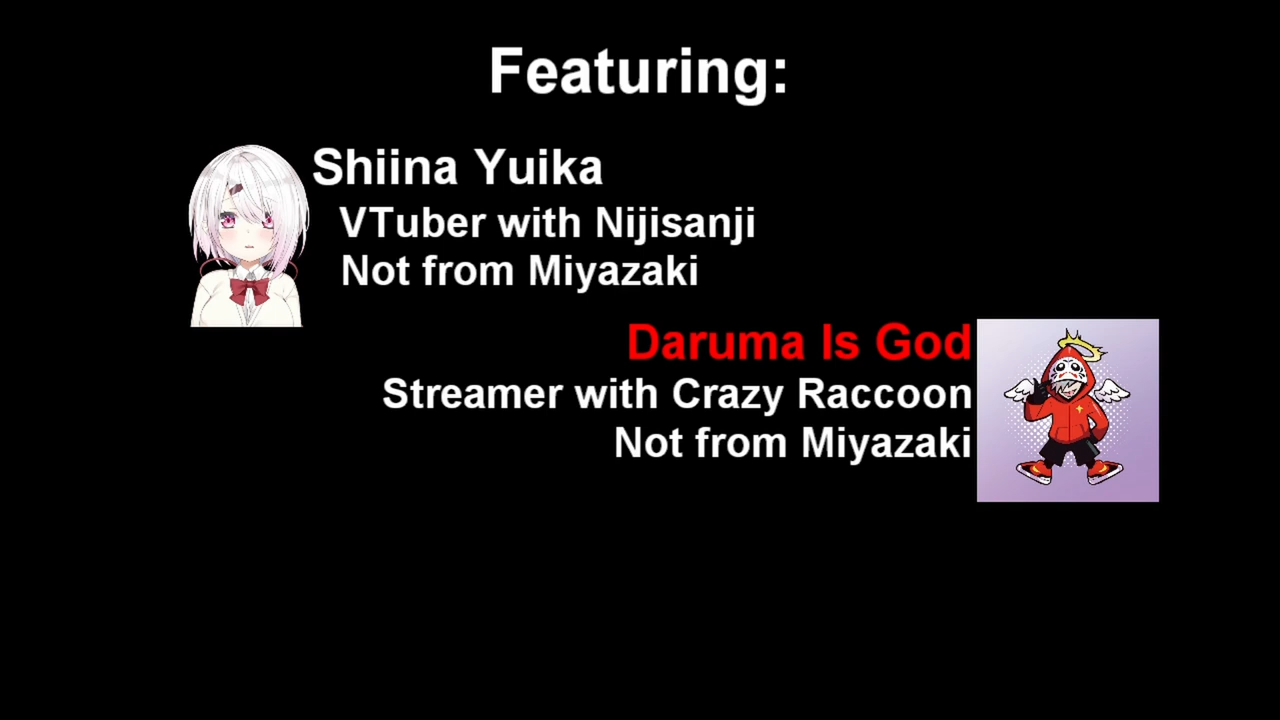 Featuring:
Shiina Yuika
VTuber with Nijisanji
Not from Miyazaki
Daruma Is God
Streamer with Crazy Raccoon
Not from Miyazaki